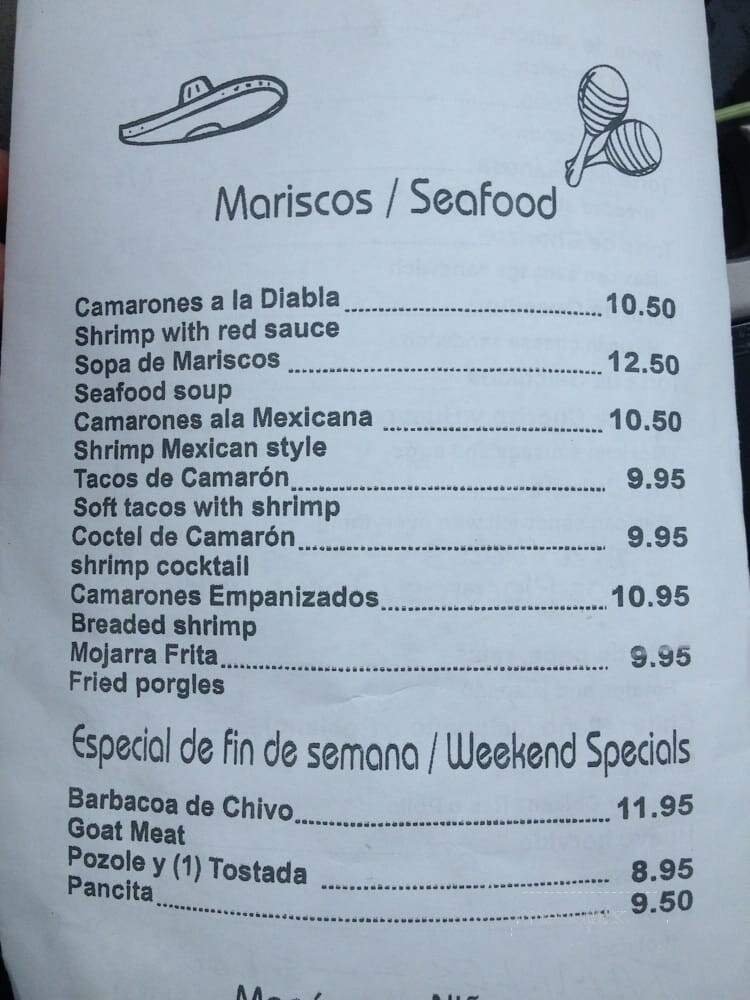 Mariscos / Seafood
Camarones a la Diabla 10.50
Shrimp with red sauce
Sopa de Mariscos 12.50
Seafood soup
Camarones ala Mexicana 10.50
Shrimp Mexican style
Tacos de Camarón 9.95
Soft tacos with shrimp
Coctel de Camarón 9.95
shrimp cocktail
Camarones Empanizados 10.95
Breaded shrimp
Mojarra Frita 9.95
Fried porgles
Especial de fin de semana / Weekend Specials
Barbacoa de Chivo 11.95
Goat Meat
Pozole y (1) Tostada 8.95
Pancita 9.50